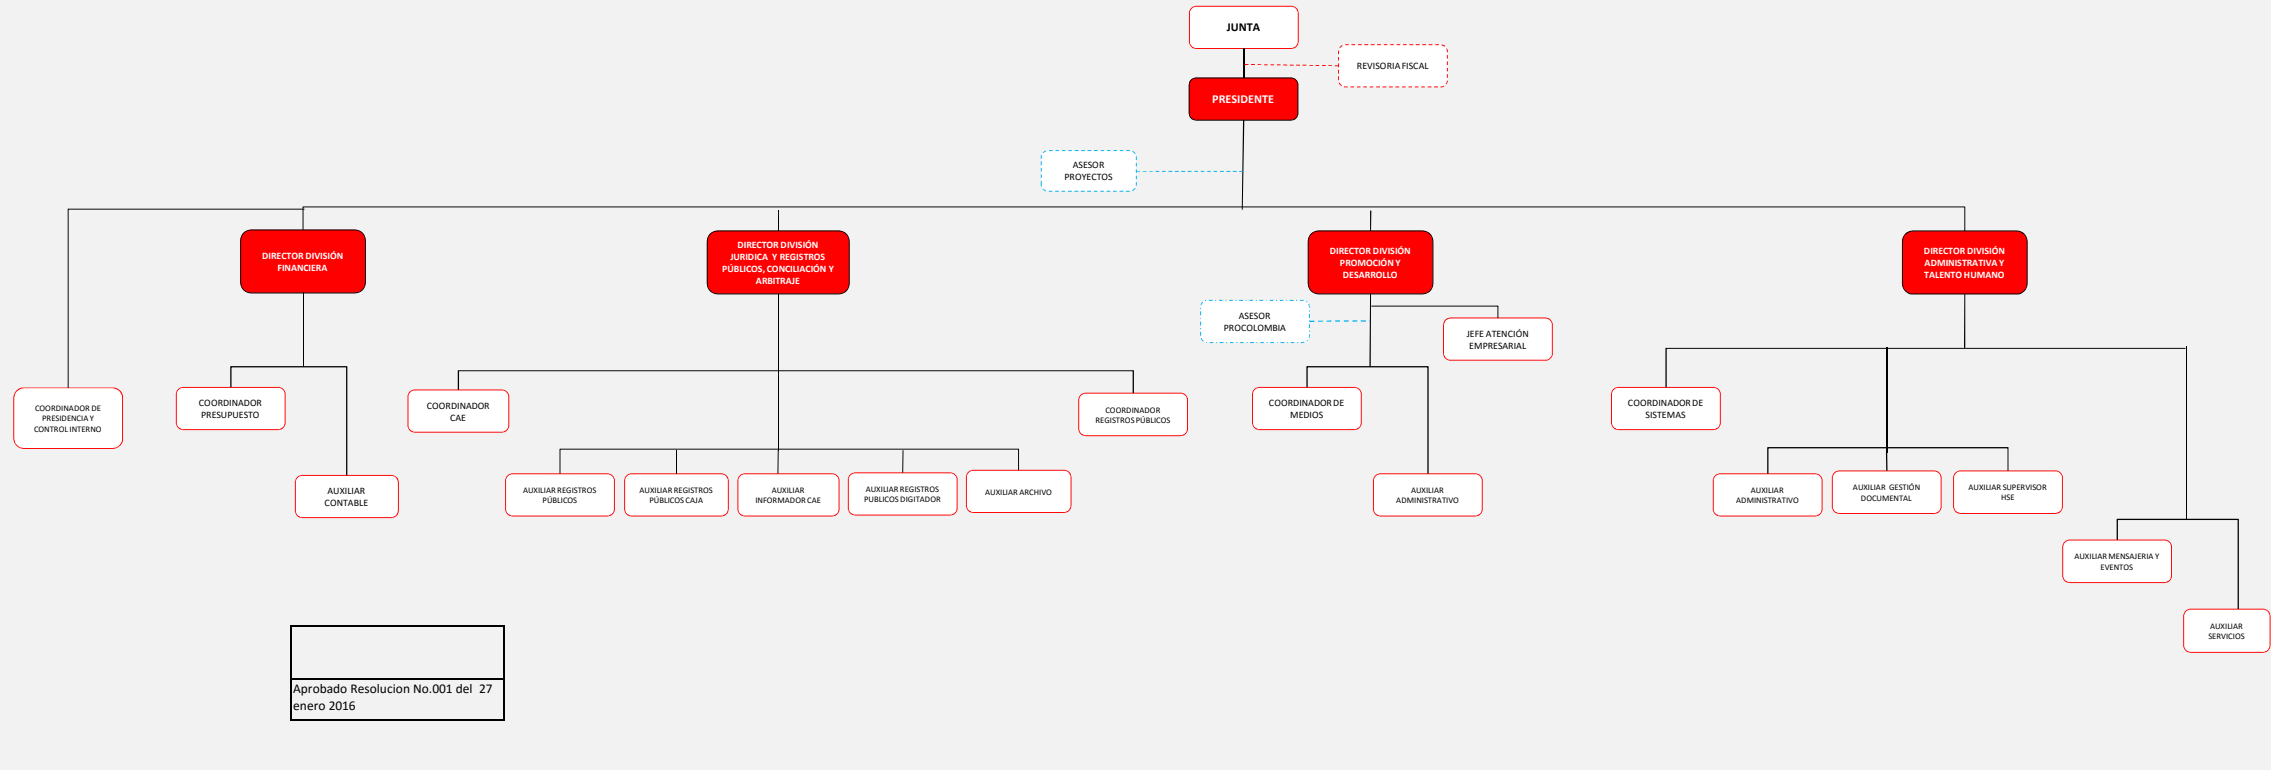 JUNTA
REVISORIA FISCAL
PRESIDENTE
ASESOR
PROYECTOS
DIRECTOR DIVISIÓN
FINANCIERA
DIRECTOR DIVISIÓN
JURIDICA Y REGISTROS
PÚBLICOS, CONCILIACIÓN Y
ARBITRAJE
DIRECTOR DIVISIÓN
PROMOCIÓN Y
DESARROLLO
DIRECTOR DIVISIÓN
ADMINISTRATIVA Y
TALENTO HUMANO
ASESOR
PROCOLOMBIA
JEFE ATENCIÓN
EMPRESARIAL
COORDINADOR DE
PRESIDENCIA Y
CONTROL INTERNO
COORDINADOR
PRESUPUESTO
COORDINADOR
CAE
COORDINADOR
REGISTROS PÚBLICOS
COORDINADOR DE
MEDIOS
COORDINADOR DE
SISTEMAS
AUXILIAR
CONTABLE
AUXILIAR REGISTROS
PÚBLICOS
AUXILIAR REGISTROS
PÚBLICOS CAJA
AUXILIAR
INFORMADOR CAE
AUXILIAR REGISTROS
PUBLICOS DIGITADOR
AUXILIAR ARCHIVO
AUXILIAR
ADMINISTRATIVO
AUXILIAR
ADMINISTRATIVO
AUXILIAR GESTIÓN
DOCUMENTAL
AUXILIAR SUPERVISOR
HSE
AUXILIAR MENSAJERIA Y
EVENTOS
AUXILIAR
SERVICIOS
Aprobado Resolucion No.001 del 27
enero 2016